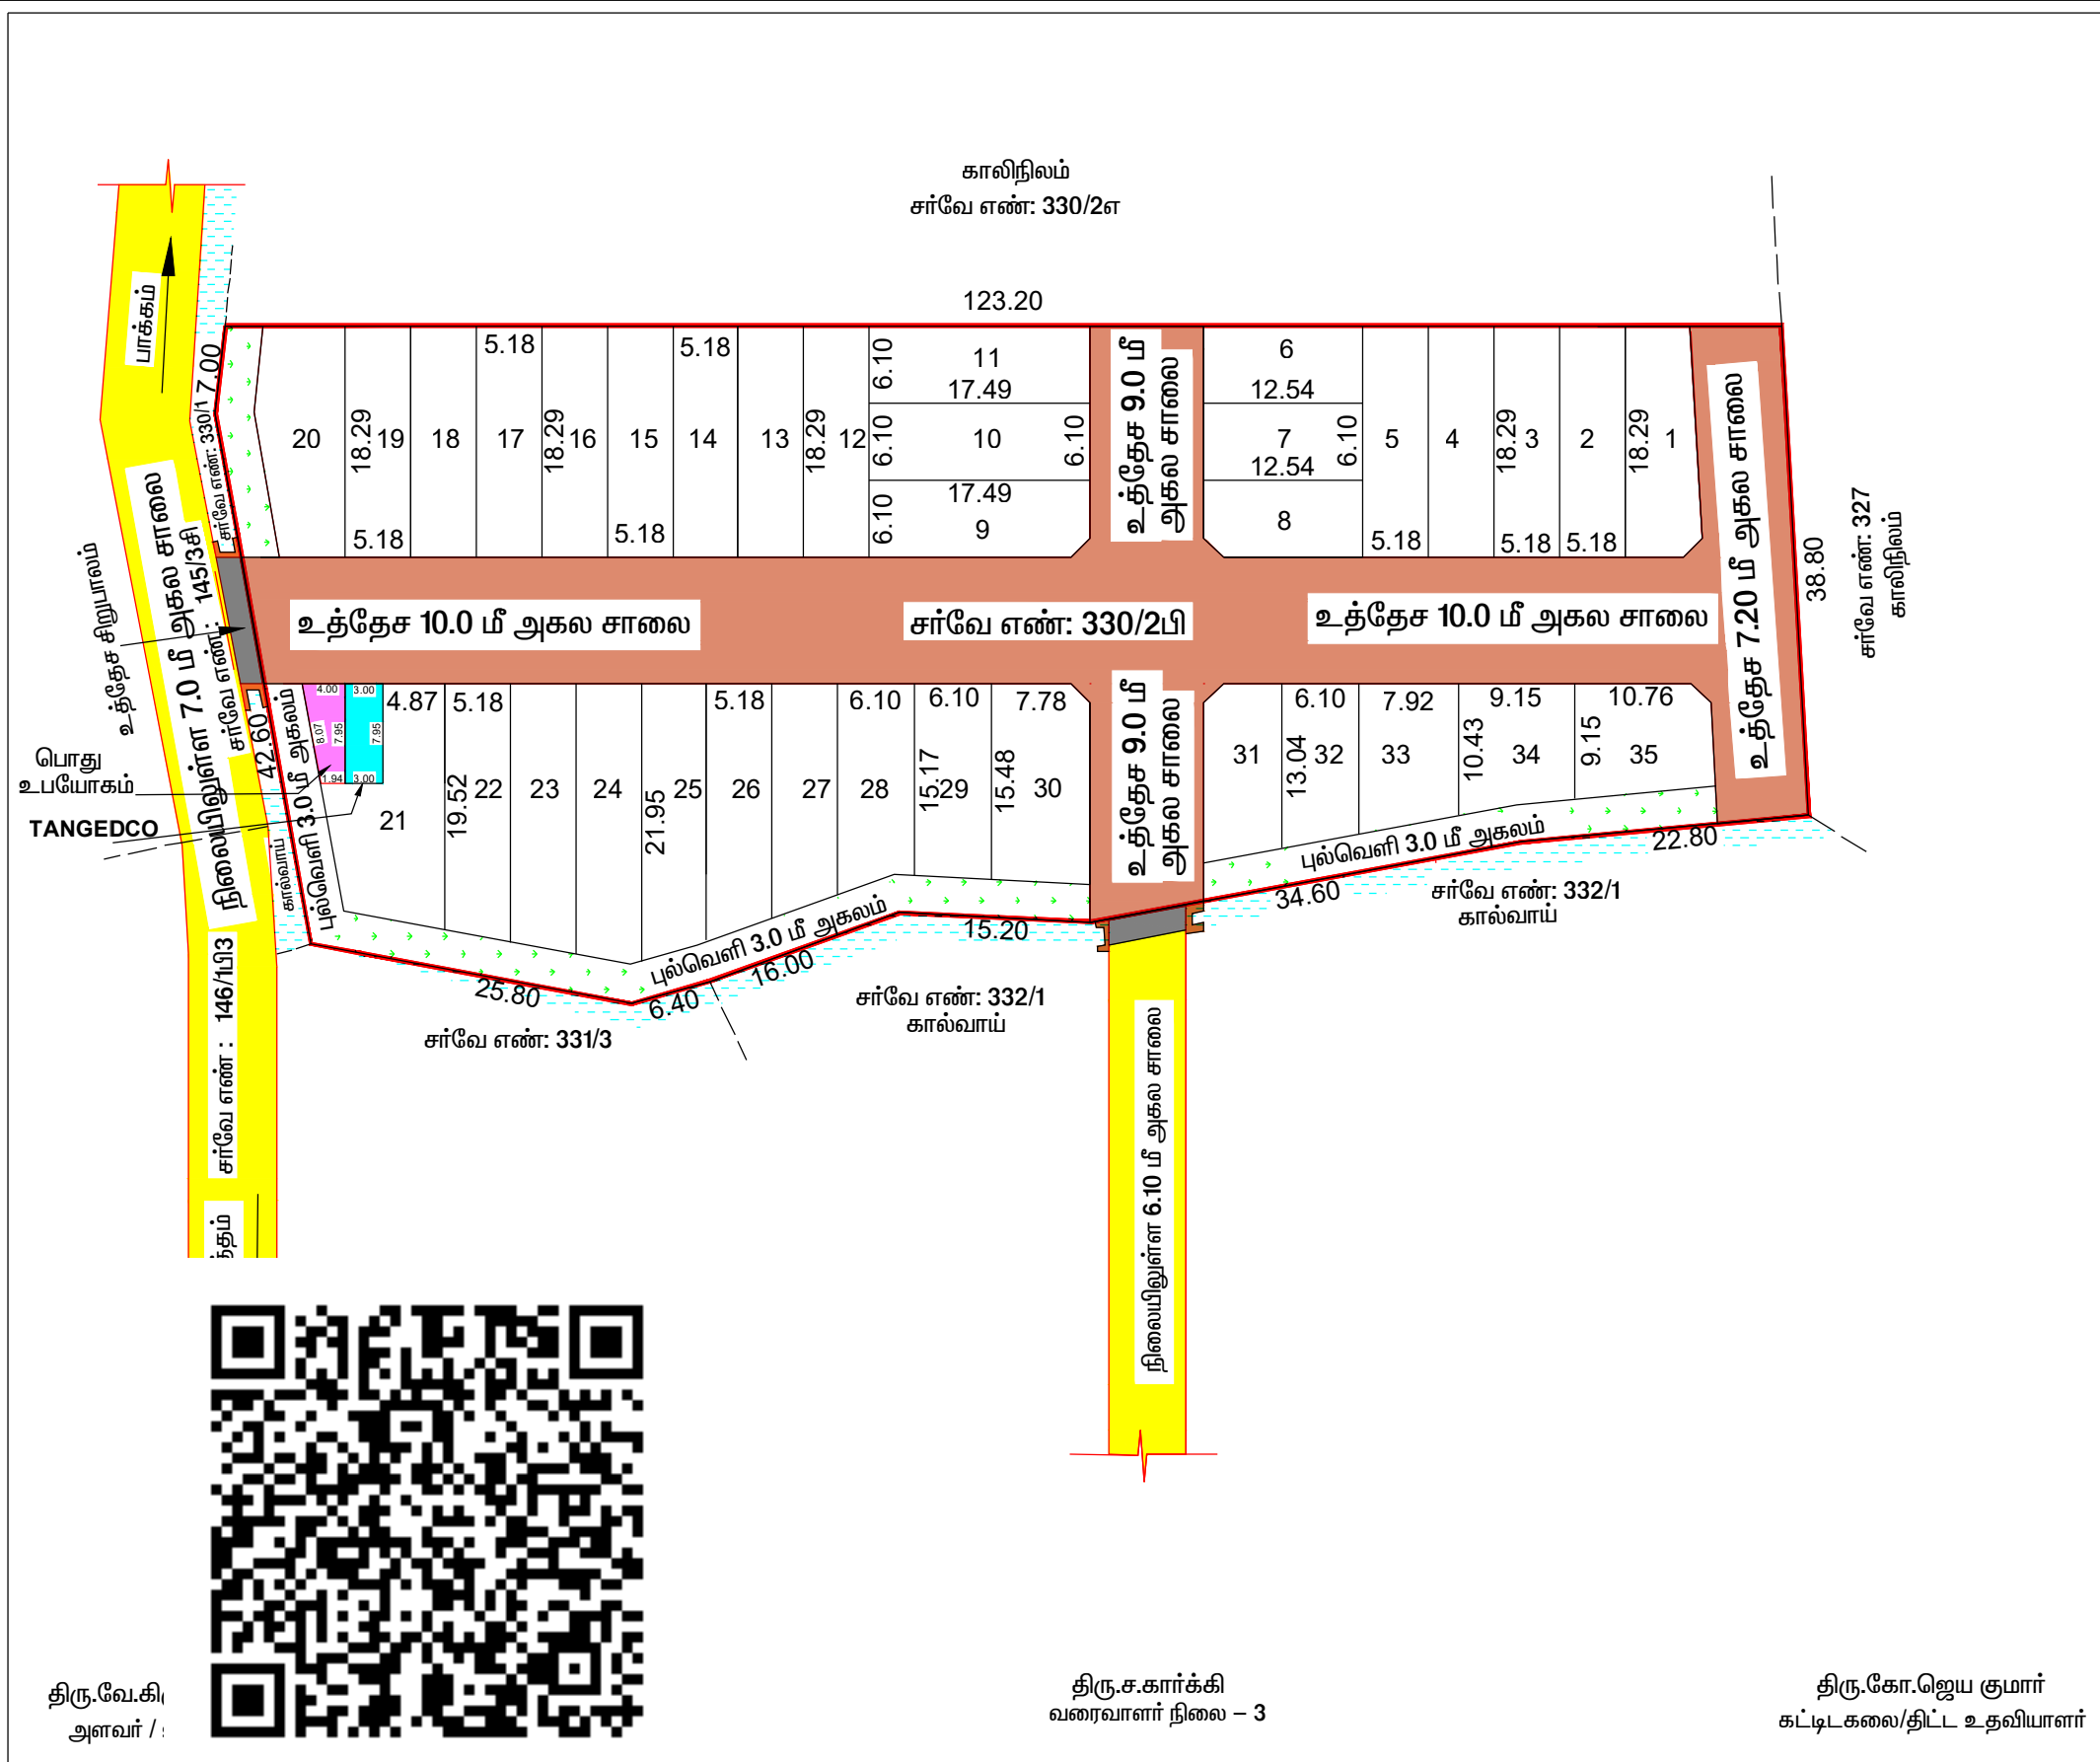 காலிநிலம்
சர்வே எண்: 330/2எ
123.20
பாக்கம்
7.00
சர்வே எண்: 330/1
20
18.29
19
5.18
18
5.18
17
18.29
16
15
5.18
5.18
14
13
18.29
12
6.10
11
17.49
6.10
10
6.10
17.49
6.10
9
உத்தேச 9.0 மீ
அகல சாலை
6
12.54
7
12.54
6.10
8
5
5.18
4
18.29
3
5.18
2
5.18
18.29
1
உத்தேச 7.20 மீ அகல சாலை
38.80
சர்வே எண்: 327
காலிநிலம்
உத்தேச சிறுபாலம்
நிலையிலுள்ள 7.0 மீ அகல சாலை
சர்வே எண்: 145/3சி
உத்தேச 10.0 மீ அகல சாலை
சர்வே எண்: 330/2பி
உத்தேச 10.0 மீ அகல சாலை
பொது
உபயோகம்
TANGEDCO
42.60
கால்வாய்
புல்வெளி 3.0 மீ அகலம்
4.00
3.00
8.07
7.95
7.95
1.94
3.00
4.87
21
19.52
5.18
22
23
24
21.95
25
5.18
26
27
6.10
28
15.17
6.10
29
15.48
7.78
30
உத்தேச 9.0 மீ
அகல சாலை
31
13.04
6.10
32
7.92
33
10.43
9.15
34
9.15
10.76
35
புல்வெளி 3.0 மீ அகலம்
22.80
34.60
சர்வே எண்: 332/1
கால்வாய்
புல்வெளி 3.0 மீ அகலம்
15.20
16.00
6.40
25.80
சர்வே எண்: 331/3
சர்வே எண்: 332/1
கால்வாய்
சர்வே எண் : 146/1பி3
நிலையிலுள்ள 6.10 மீ அகல சாலை
திரு.வே.கி
அளவர் /
திரு.ச.கார்க்கி
வரைவாளர் நிலை – 3
திரு.கோ.ஜெய குமார்
கட்டிடகலை/திட்ட உதவியாளர்